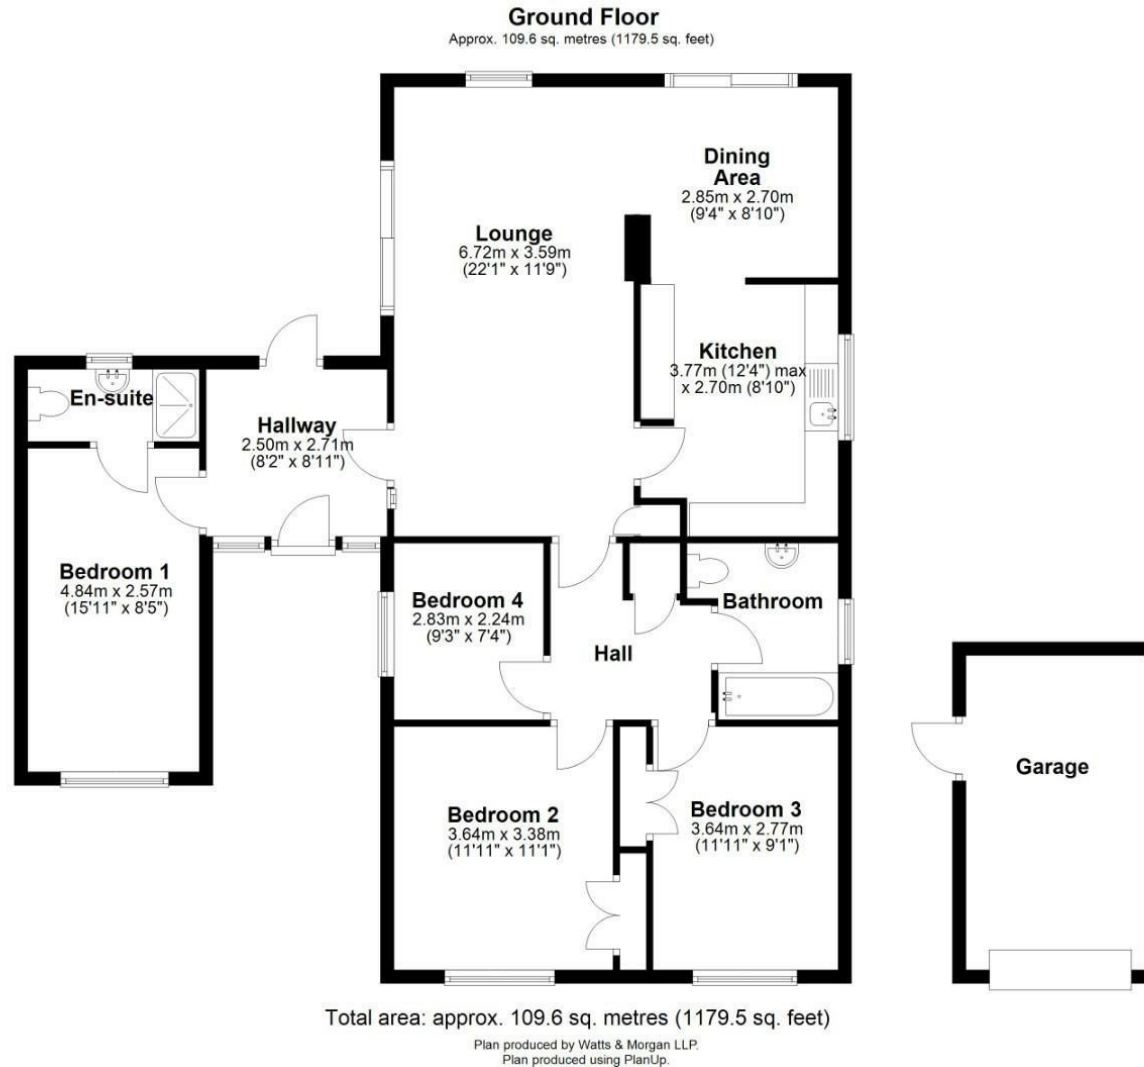 Ground Floor
Approx. 109.6 sq. metres (1179.5 sq. feet)
Dining
Area
2.85m x 2.70m
(9'4" x 8'10")
Lounge
6.72m x 3.59m
(22'1" x 11'9")
Kitchen
3.77m (12'4") max
x 2.70m (8'10")
En-suite
Hallway
2.50m x 2.71m
(8'2" x 8'11")
Bedroom 1
4.84m x 2.57m
(15'11" x 8'5")
Bedroom 4
2.83m x 2.24m
(9'3" x 7'4")
Bathroom
Hall
Garage
Bedroom 2
3.64m x 3.38m
(11'11" x 11'1")
Bedroom 3
3.64m x 2.77m
(11'11" x 9'1")
Total area: approx. 109.6 sq. metres (1179.5 sq. feet)
Plan produced by Watts & Morgan LLP.
Plan produced using PlanUp.